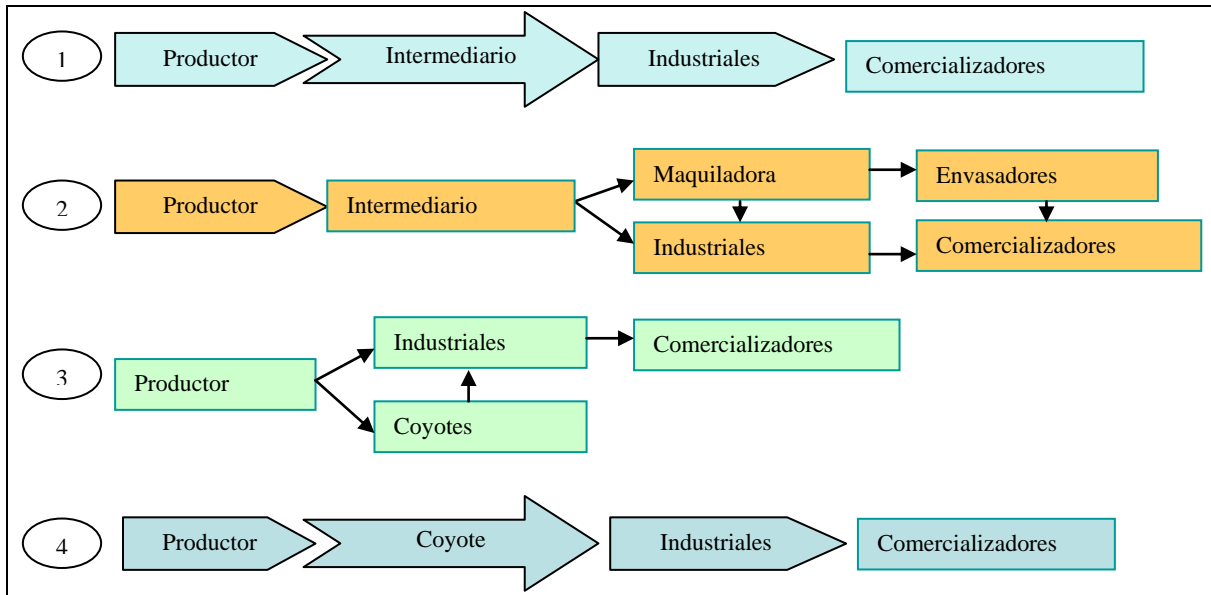 1
Productor
Intermediario
Industriales
Comercializadores
2
Productor
Intermediario
Maquiladora
Envasadores
Industriales
Comercializadores
3
Productor
Industriales
Comercializadores
Coyotes
4
Productor
Coyote
Industriales
Comercializadores